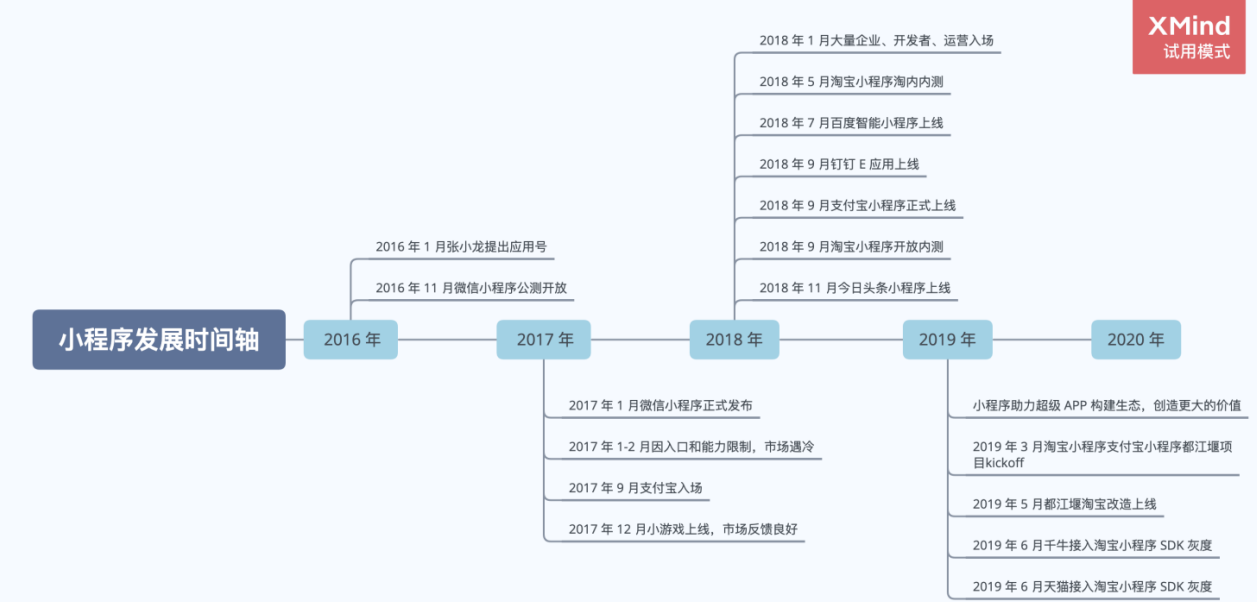 XMind
试用模式
2018 年 1 月大量企业、开发者、运营入场
2018 年 5 月淘宝小程序淘内内测
2018 年 7 月百度智能小程序上线
2018 年 9 月钉钉 E 应用上线
2018 年 9 月支付宝小程序正式上线
2018 年 9 月淘宝小程序开放内测
2018 年 11 月今日头条小程序上线
2016 年 1 月张小龙提出应用号
2016 年 11 月微信小程序公测开放
小程序发展时间轴
2016 年
2017 年
2018 年
2019 年
2020 年
2017 年 1 月微信小程序正式发布
2017 年 1-2 月因入口和能力限制，市场遇冷
2017 年 9 月支付宝入场
2017 年 12 月小游戏上线，市场反馈良好
小程序助力超级 APP 构建生态，创造更大的价值
2019 年 3 月淘宝小程序支付宝小程序都江堰项
目kickoff
2019 年 5 月都江堰淘宝改造上线
2019 年 6 月千牛接入淘宝小程序 SDK 灰度
2019 年 6 月天猫接入淘宝小程序 SDK 灰度